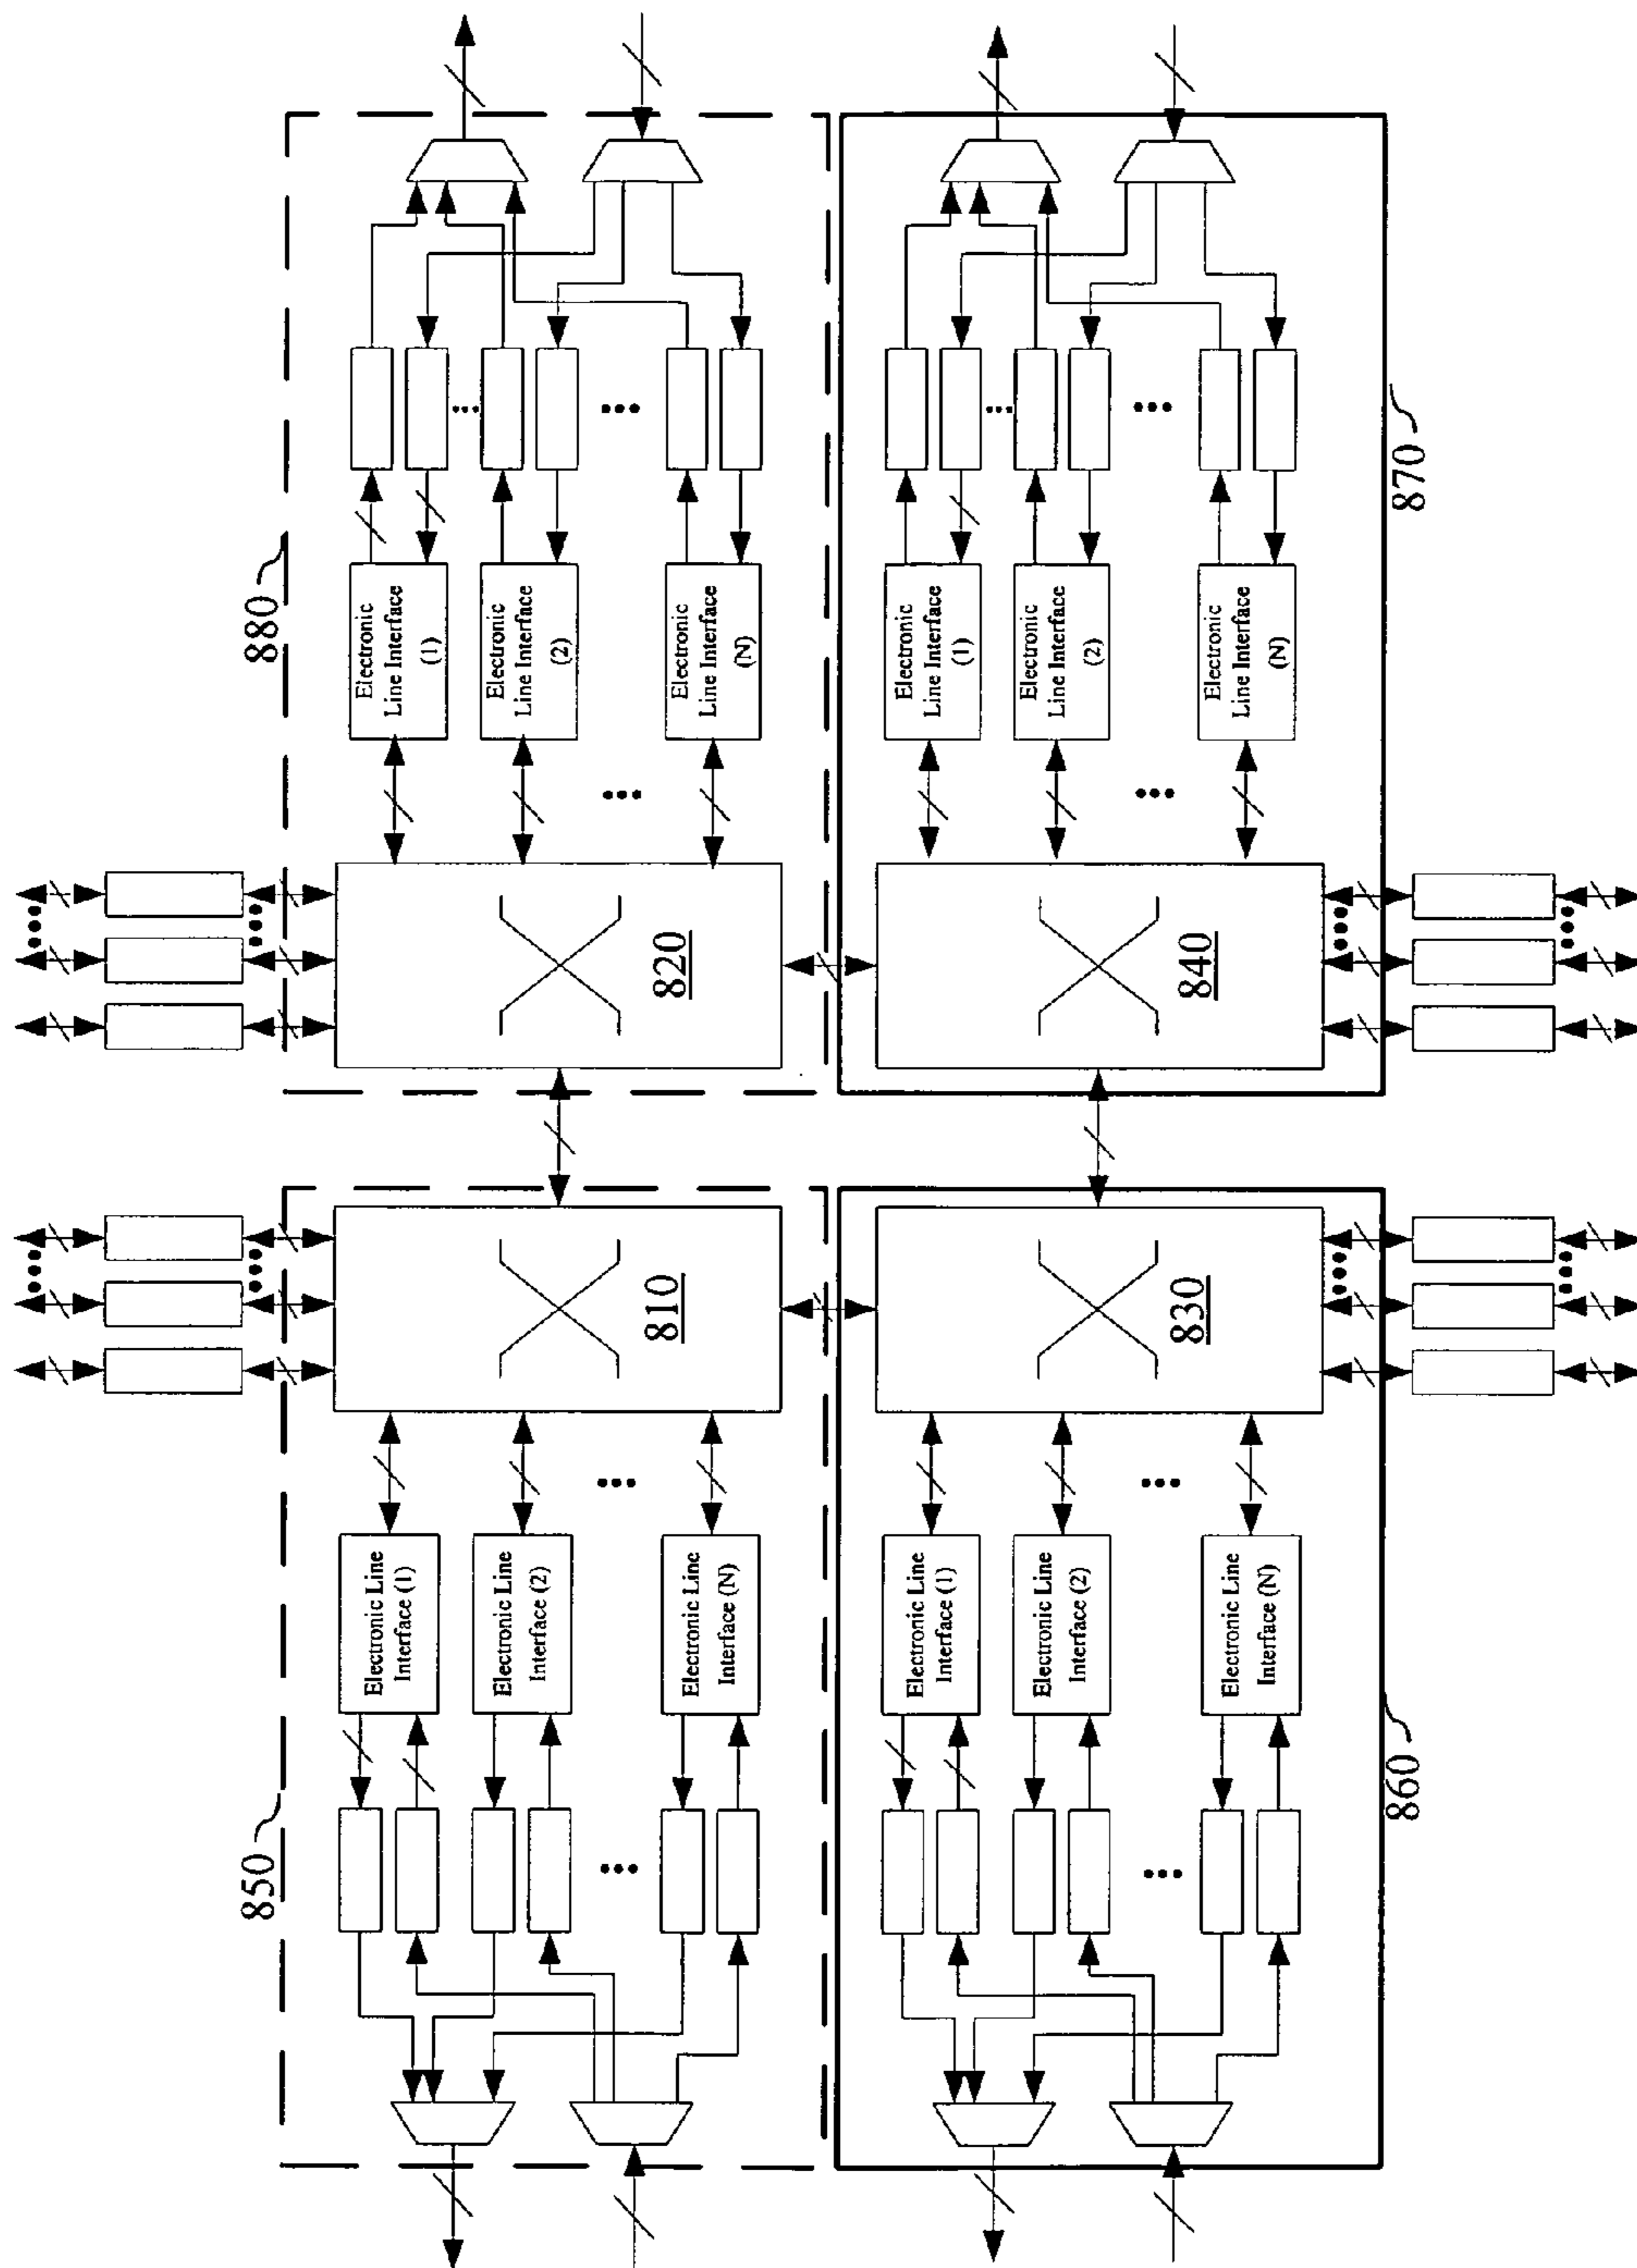 850
880
Electronic Line
Interface (1)
Electronic Line
Interface (2)
Electronic Line
Interface (N)
810
820
Electronic
Line Interface
(1)
Electronic
Line Interface
(2)
Electronic
Line Interface
(N)
Electronic Line
Interface (1)
Electronic Line
Interface (2)
Electronic Line
Interface (N)
830
840
Electronic
Line Interface
(1)
Electronic
Line Interface
(2)
Electronic
Line Interface
(N)
860
870